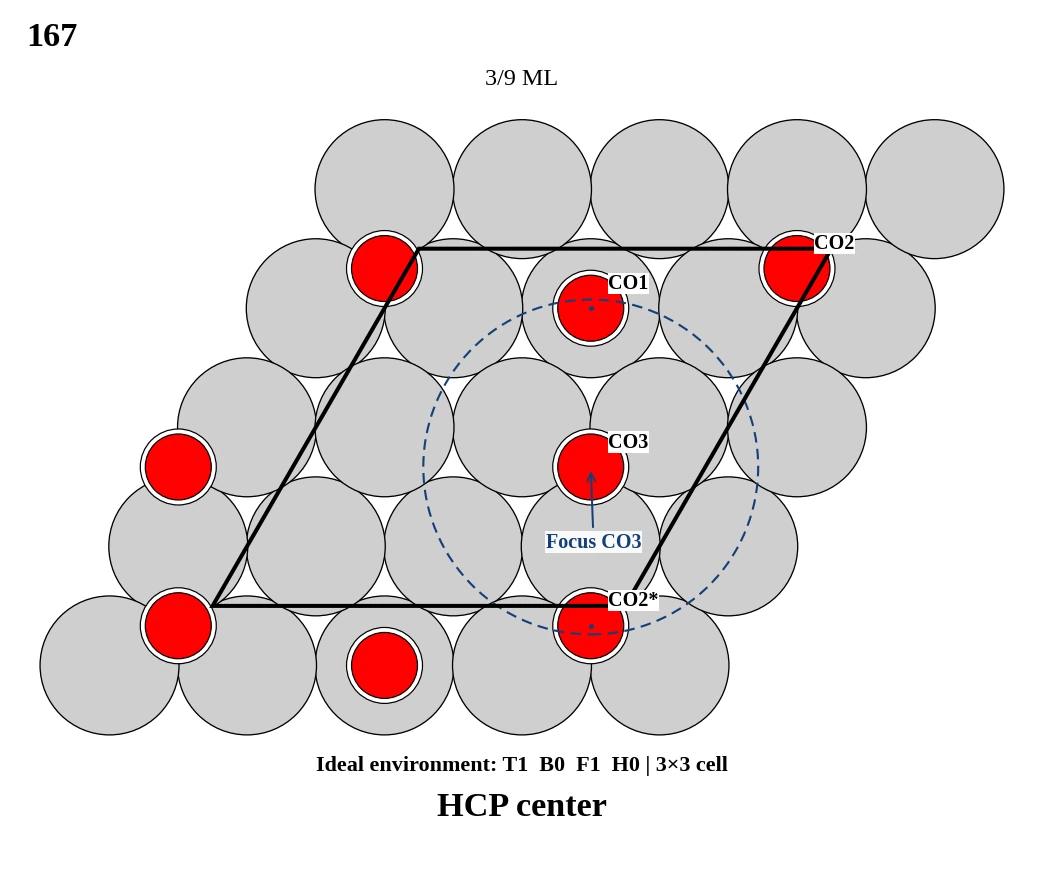 167
3/9 ML
CO2
CO1
CO3
Focus CO3
CO2*
Ideal environment: T1 B0 F1 H0 | 3×3 cell
HCP center